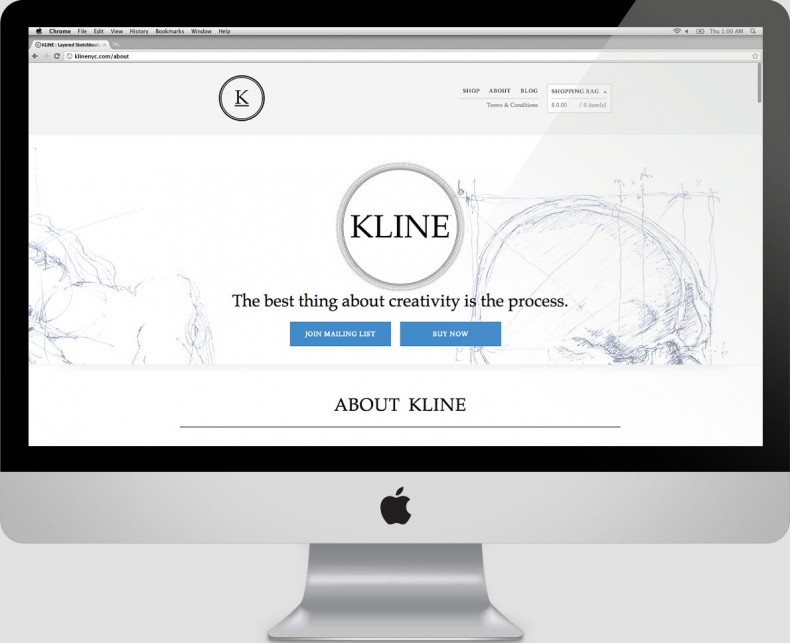 Chrome File Edit View History Bookmarks Window Help
Thu 1:00 AM
KLINE : Layered Sketchbook
klinenyc.com/about
K
SHOP ABOUT BLOG
SHOPPING BAG
Terms & Conditions
$ 0.00 / 0 item(s)
KLINE
The best thing about creativity is the process.
JOIN MAILING LIST
BUY NOW
ABOUT KLINE